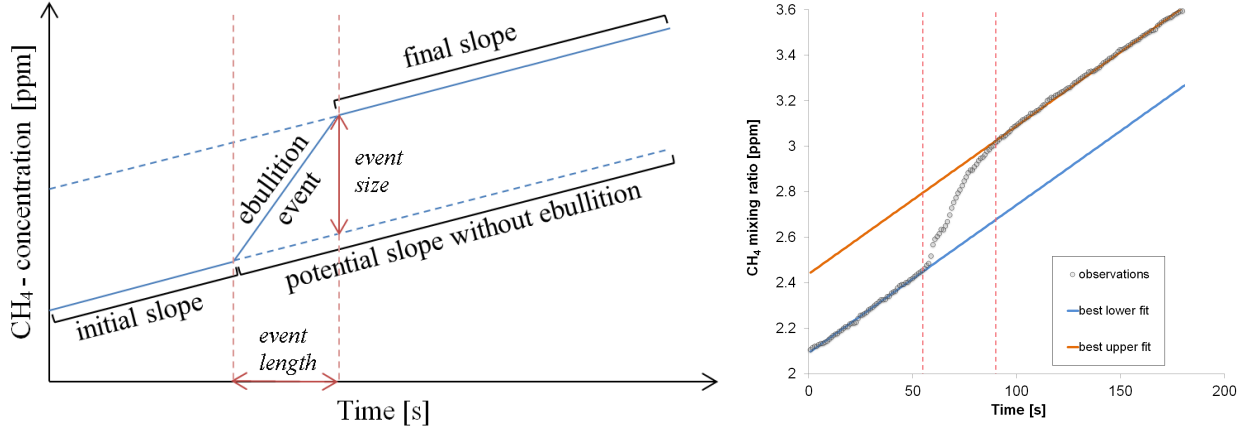 CH₄ - concentration [ppm]
final slope
ebullition
event
event
size
potential slope without ebullition
initial slope
event
length
Time [s]
CH₄ mixing ratio [ppm]
3.6
3.4
3.2
3
2.8
2.6
2.4
2.2
2
0
50
100
150
200
Time [s]
observations
best lower fit
best upper fit